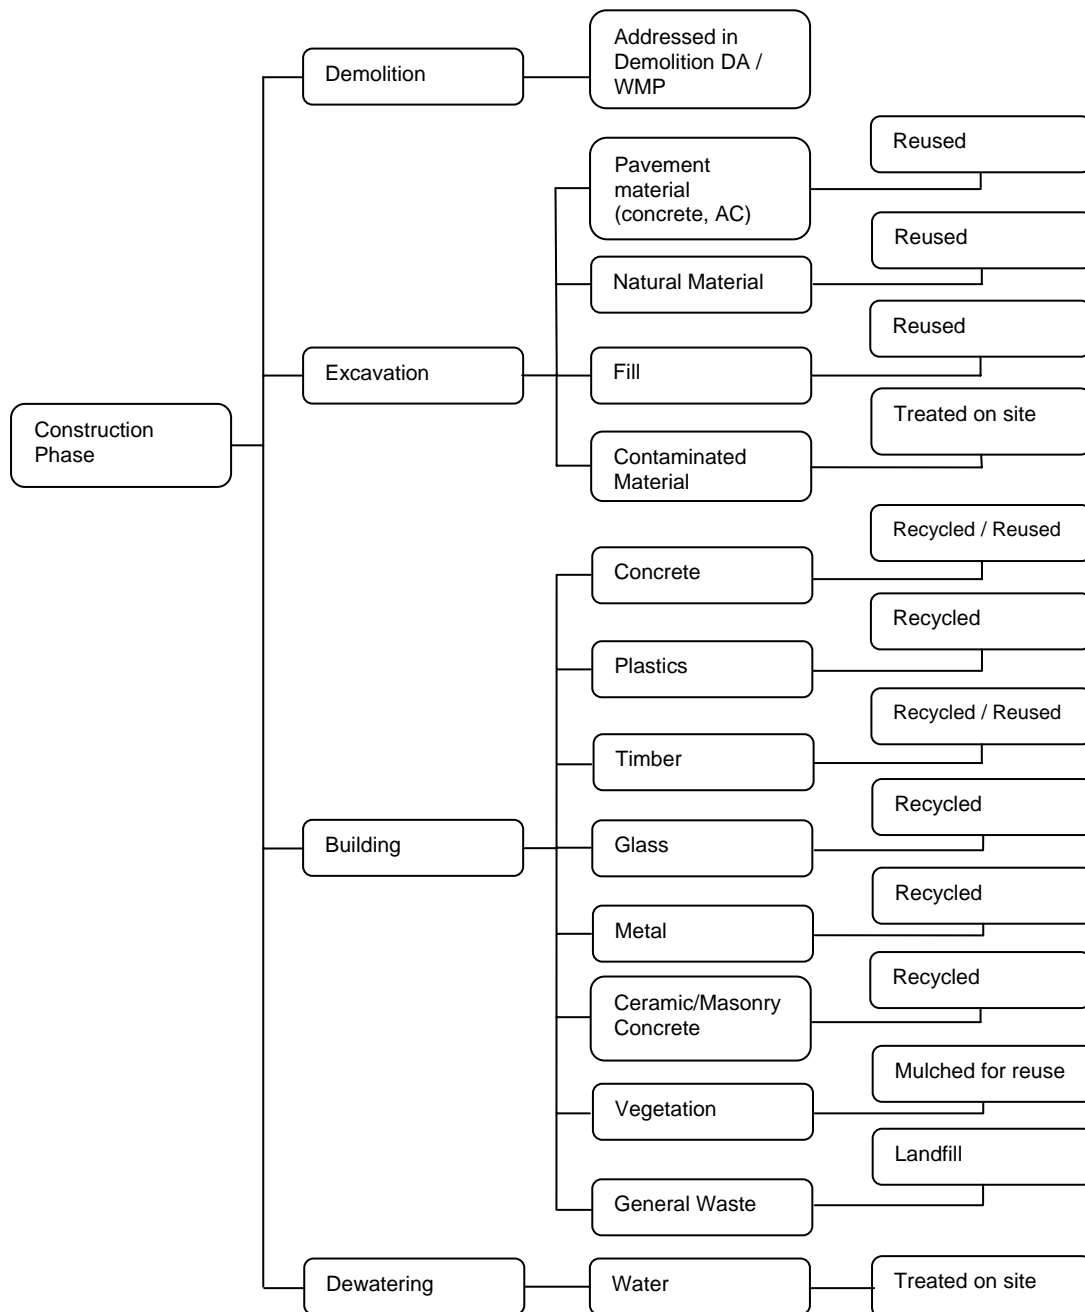 Addressed in
Demolition DA /
WMP
Demolition
Reused
Pavement
material
(concrete, AC)
Reused
Natural Material
Reused
Excavation
Fill
Treated on site
Construction
Phase
Contaminated
Material
Recycled / Reused
Concrete
Recycled
Plastics
Recycled / Reused
Timber
Recycled
Building
Glass
Recycled
Metal
Recycled
Ceramic/Masonry
Concrete
Mulched for reuse
Vegetation
Landfill
General Waste
Dewatering
Water
Treated on site